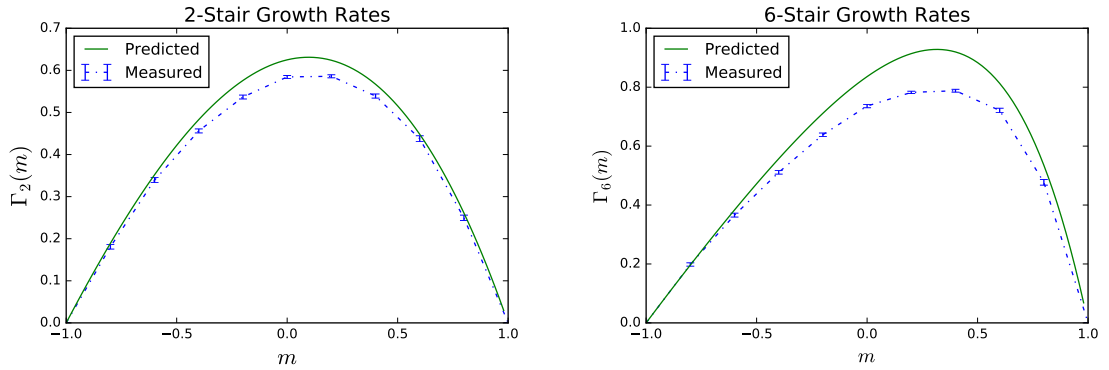 2-Stair Growth Rates
Predicted
Measured
Γ₂(m)
0.7
0.6
0.5
0.4
0.3
0.2
0.1
0.0
−1.0 −0.5 0.0 0.5 1.0
m
6-Stair Growth Rates
Predicted
Measured
Γ₆(m)
1.0
0.8
0.6
0.4
0.2
0.0
−1.0 −0.5 0.0 0.5 1.0
m